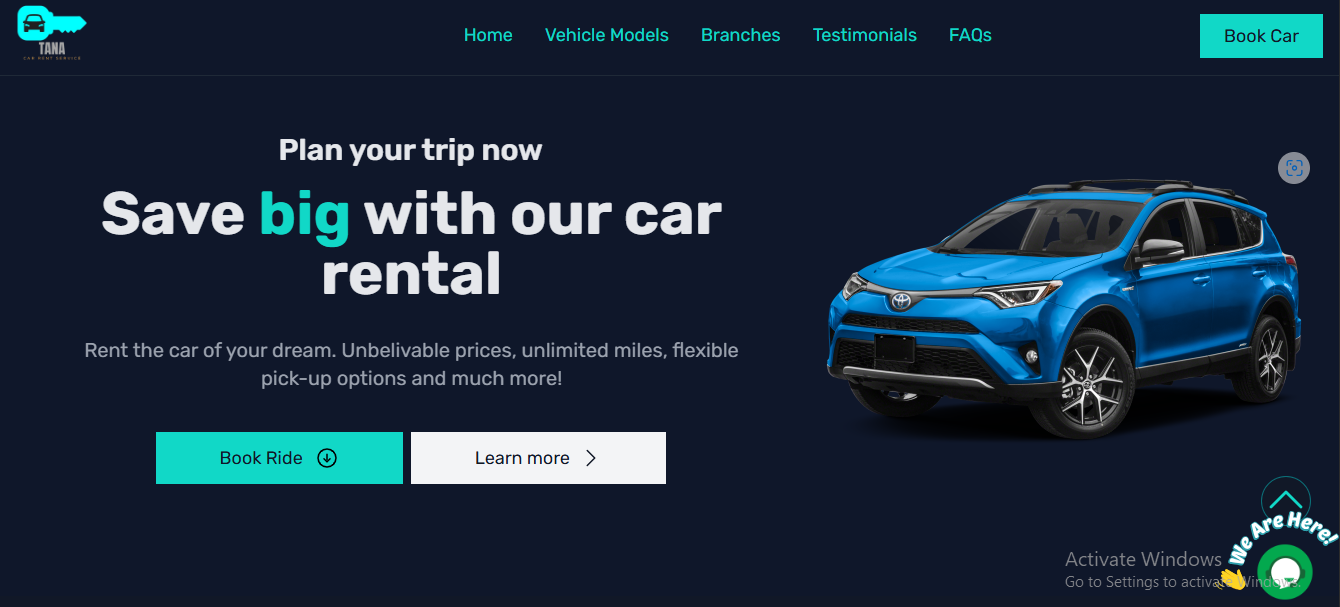 TANA
CAR RENT SERVICE
Home
Vehicle Models
Branches
Testimonials
FAQs
Book Car
Plan your trip now
Save big with our car
rental
Rent the car of your dream. Unbelivable prices, unlimited miles, flexible
pick-up options and much more!
Book Ride
Learn more
We Are Here!
Activate Windows
Go to Settings to activate Windows.